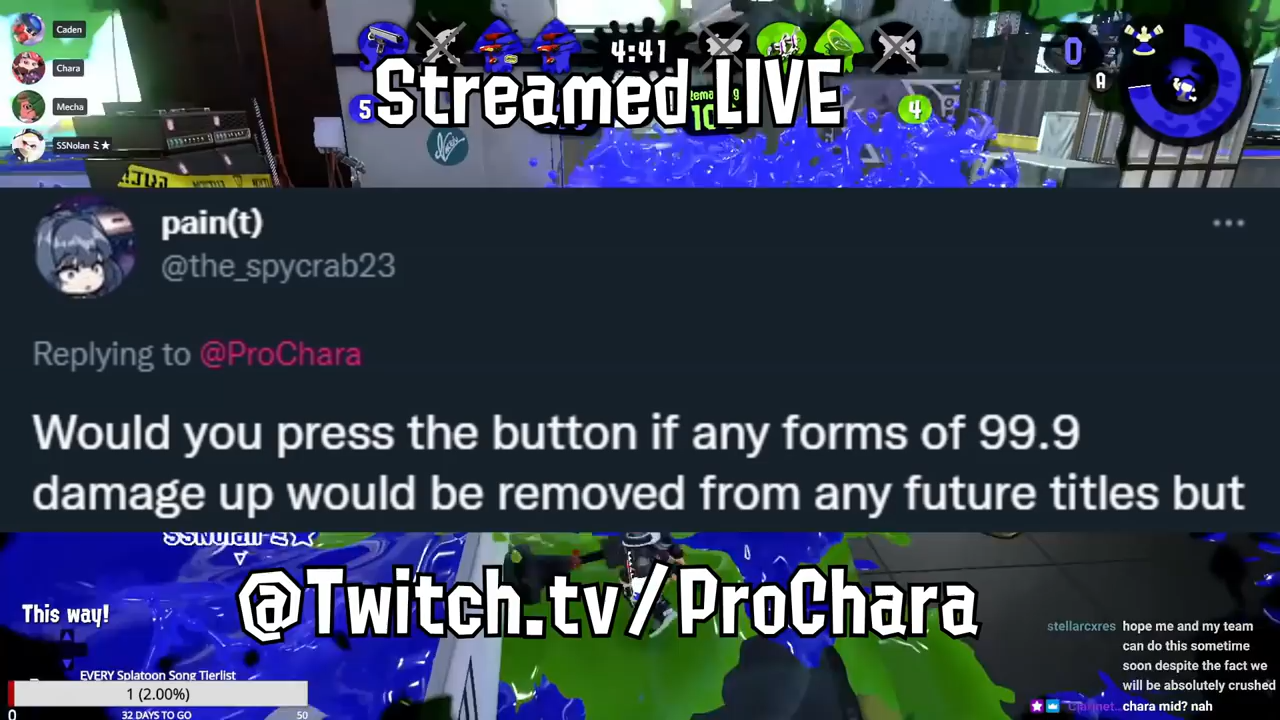 Caden
Chara
Mecha
SSNolan ミ★
4:41
0
A
Streamed LIVE
5
10
4
pain(t)
@the_spycrab23
Replying to @ProChara
Would you press the button if any forms of 99.9
damage up would be removed from any future titles but
SSNolan ミ★
@Twitch.tv/ProChara
This way!
EVERY Splatoon Song Tierlist
1 (2.00%)
0
32 DAYS TO GO
50
stellarcxres hope me and my team
can do this sometime
soon despite the fact we
will be absolutely crushed
chara mid? nah